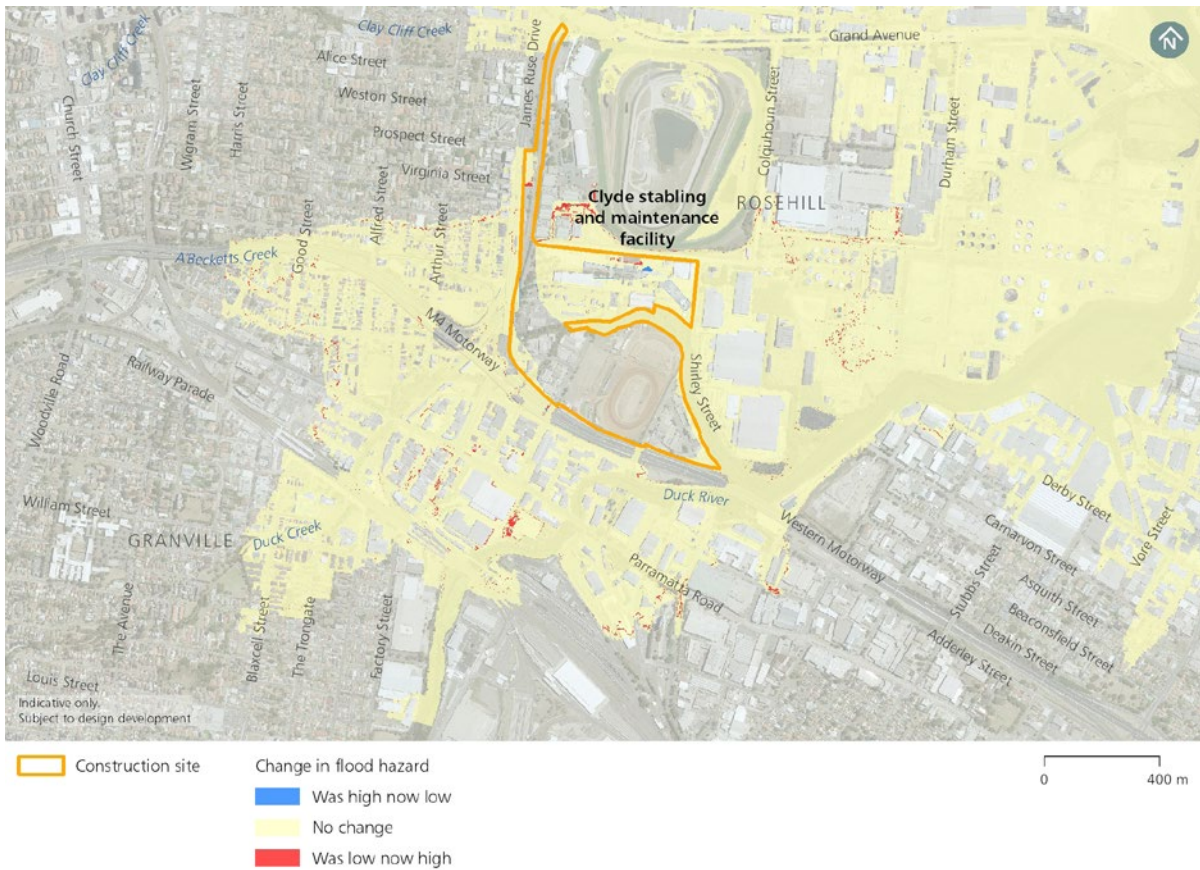 Clay Cliff Creek
Clay Cliff Creek
Alice Street
Weston Street
Prospect Street
Virginia Street
Church Street
Wigram Street
Harris Street
James Ruse Drive
Grand Avenue
N
Colquhoun Street
Durham Street
Clyde stabling
and maintenance
facility
ROSEHILL
A'Becketts Creek
Good Street
Alfred Street
Arthur Street
M4 Motorway
Railway Parade
Woodville Road
Shirley Street
William Street
GRANVILLE
Duck Creek
Duck River
Western Motorway
Derby Street
Carnarvon Street
Vore Street
Stubbs Street
Asquith Street
Beaconsfield Street
Deakin Street
Adderley Street
Parramatta Road
The Avenue
Blaxcell Street
The Trongate
Factory Street
Louis Street
Indicative only.
Subject to design development
Construction site
Change in flood hazard
Was high now low
No change
Was low now high
0 400 m